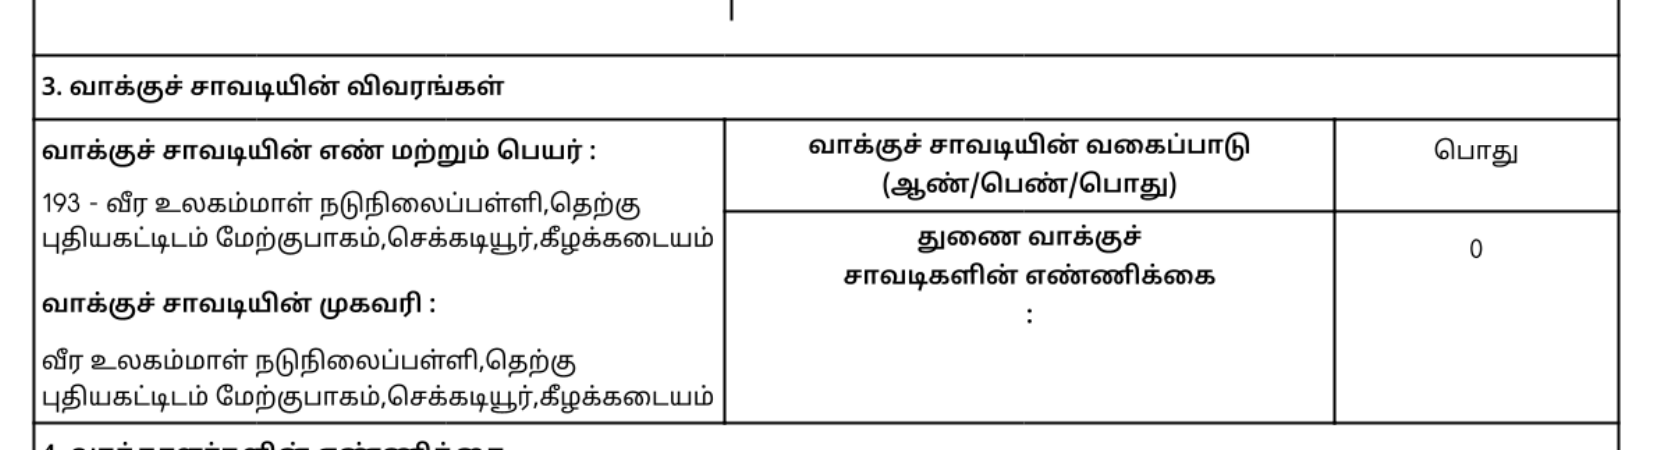 3. வாக்குச் சாவடியின் விவரங்கள்
வாக்குச் சாவடியின் எண் மற்றும் பெயர் :
193 - வீர உலகம்மாள் நடுநிலைப்பள்ளி,தெற்கு
புதியகட்டிடம் மேற்குபாகம்,செக்கடியூர்,கீழக்கடையம்
வாக்குச் சாவடியின் முகவரி :
வீர உலகம்மாள் நடுநிலைப்பள்ளி,தெற்கு
புதியகட்டிடம் மேற்குபாகம்,செக்கடியூர்,கீழக்கடையம்
வாக்குச் சாவடியின் வகைப்பாடு
(ஆண்/பெண்/பொது)
பொது
துணை வாக்குச்
சாவடிகளின் எண்ணிக்கை
:
0